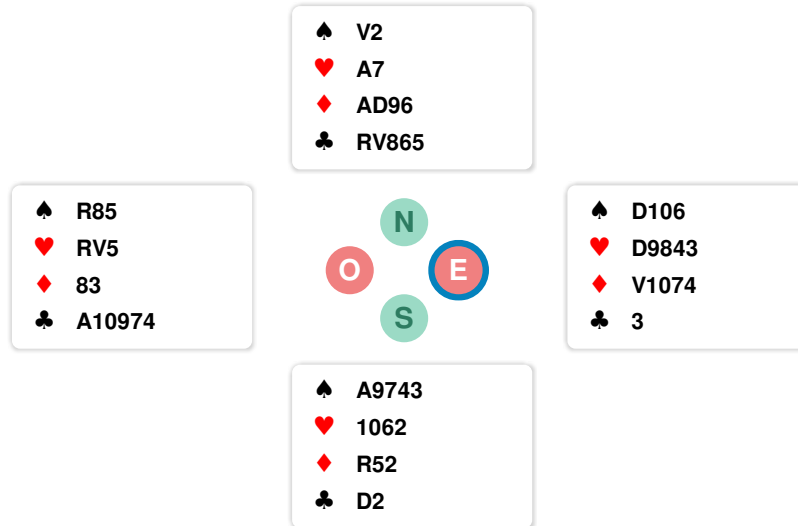 ♠ V2
♥ A7
♦ AD96
♣ RV865
♠ R85
♥ RV5
♦ 83
♣ A10974
N
O
E
S
♠ D106
♥ D9843
♦ V1074
♣ 3
♠ A9743
♥ 1062
♦ R52
♣ D2